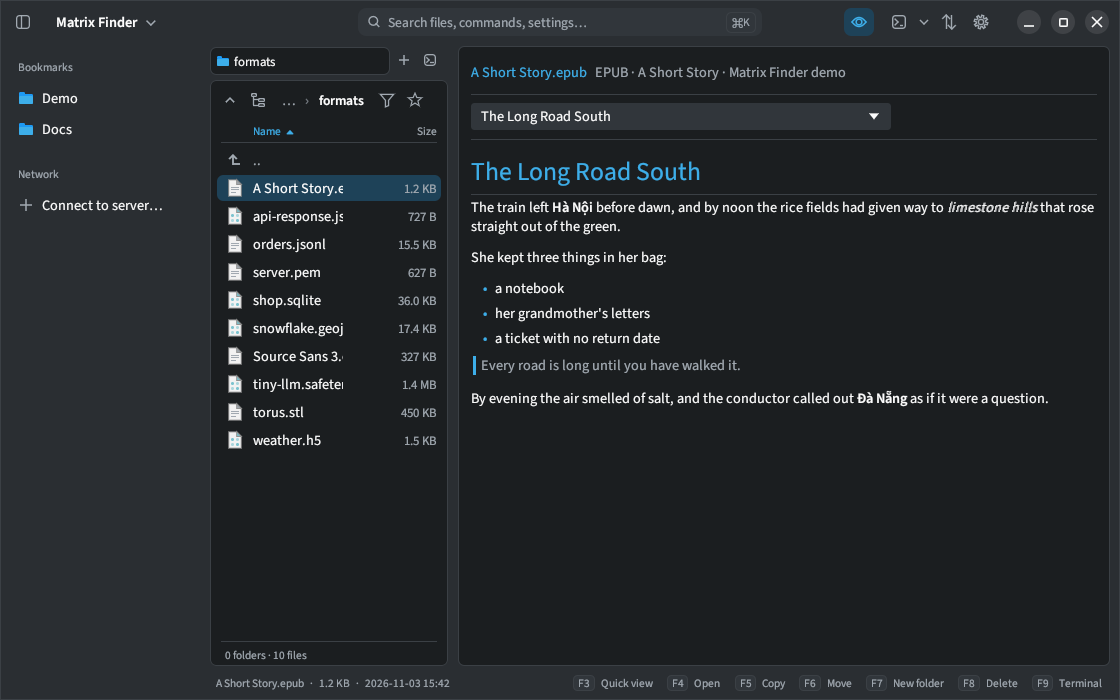 Matrix Finder
Search files, commands, settings…
⌘K
Bookmarks
Demo
Docs
Network
Connect to server…
formats
… › formats
Name Size
..
A Short Story.e 1.2 KB
api-response.js 727 B
orders.jsonl 15.5 KB
server.pem 627 B
shop.sqlite 36.0 KB
snowflake.geoj 17.4 KB
Source Sans 3. 327 KB
tiny-llm.safeter 1.4 MB
torus.stl 450 KB
weather.h5 1.5 KB
0 folders · 10 files
A Short Story.epub EPUB · A Short Story · Matrix Finder demo
The Long Road South
The Long Road South
The train left Hà Nội before dawn, and by noon the rice fields had given way to limestone hills that rose
straight out of the green.
She kept three things in her bag:
• a notebook
• her grandmother's letters
• a ticket with no return date
Every road is long until you have walked it.
By evening the air smelled of salt, and the conductor called out Đà Nẵng as if it were a question.
A Short Story.epub · 1.2 KB · 2026-11-03 15:42
F3 Quick view F4 Open F5 Copy F6 Move F7 New folder F8 Delete F9 Terminal